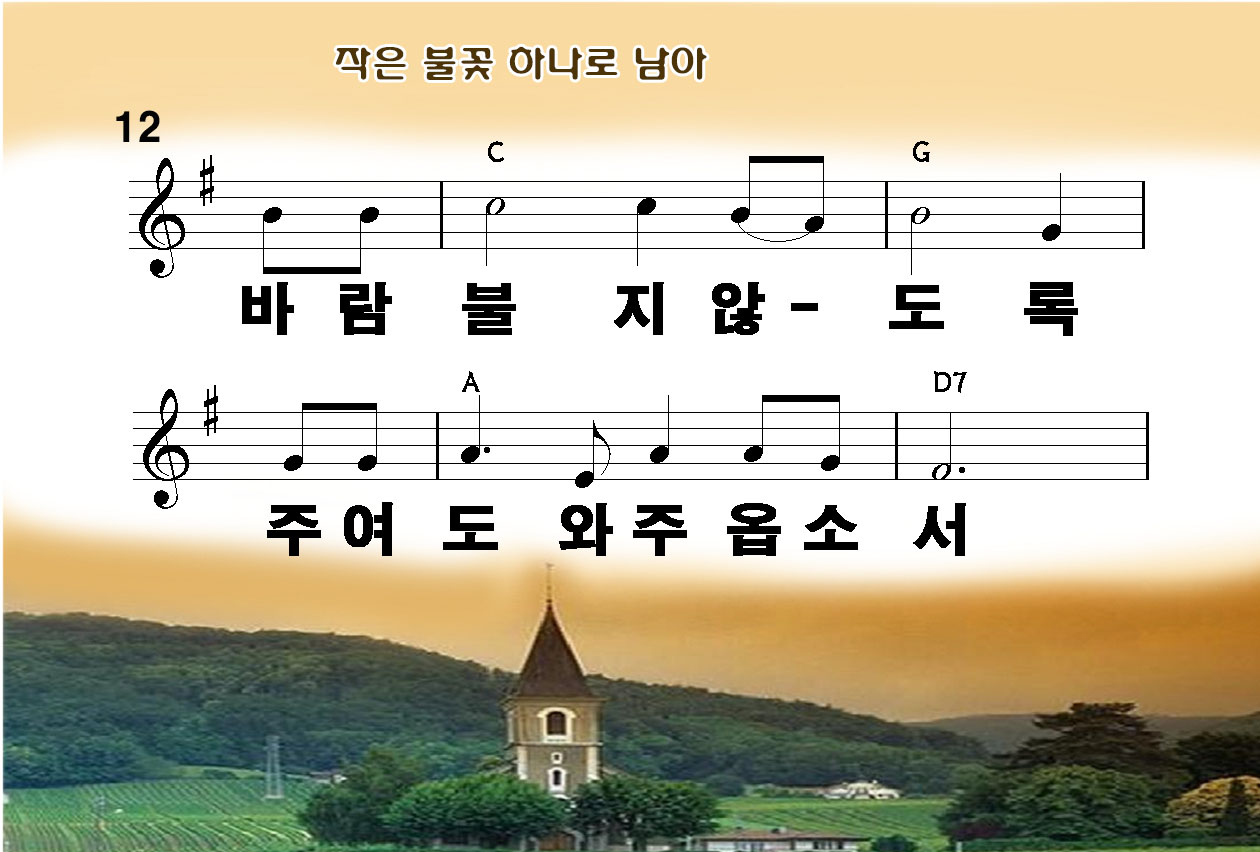 작은 불꽃 하나로 남아
12
C G
바 람 불 지 않 - 도 록
A D7
주 여 도 와 주 옵 소 서